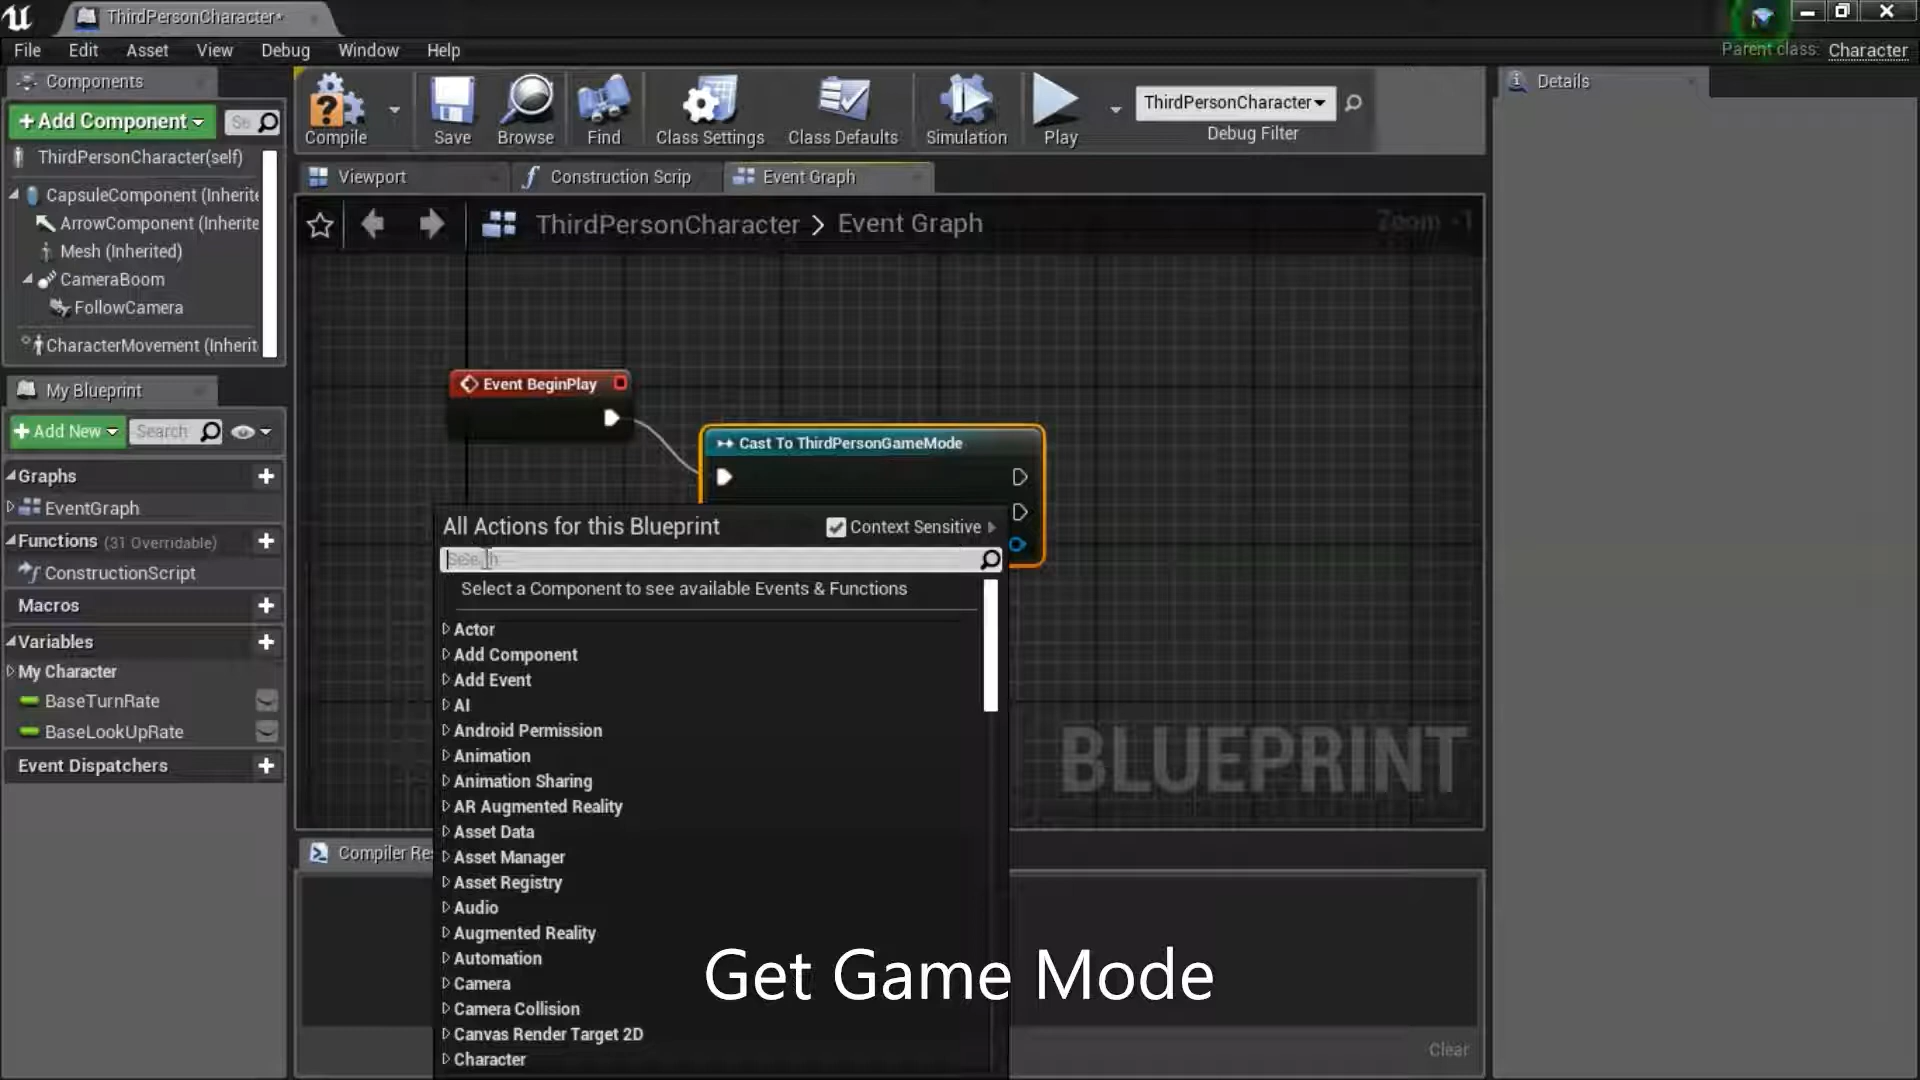 ThirdPersonCharacter*
File Edit Asset View Debug Window Help
Parent class: Character
Components
+Add Component
ThirdPersonCharacter(self)
CapsuleComponent (Inherite
ArrowComponent (Inherite
Mesh (Inherited)
CameraBoom
FollowCamera
CharacterMovement (Inherit
My Blueprint
+Add New Search
Graphs
EventGraph
Functions (31 Overridable)
ConstructionScript
Macros
Variables
My Character
BaseTurnRate
BaseLookUpRate
Event Dispatchers
Compile Save Browse Find Class Settings Class Defaults Simulation Play
ThirdPersonCharacter
Debug Filter
Viewport Construction Scrip Event Graph
ThirdPersonCharacter > Event Graph
Zoom -1
Event BeginPlay
Cast To ThirdPersonGameMode
All Actions for this Blueprint Context Sensitive
Select a Component to see available Events & Functions
Actor
Add Component
Add Event
AI
Android Permission
Animation
Animation Sharing
AR Augmented Reality
Asset Data
Asset Manager
Asset Registry
Audio
Augmented Reality
Automation
Camera
Camera Collision
Canvas Render Target 2D
Character
BLUEPRINT
Compiler Res
Clear
Details
Get Game Mode